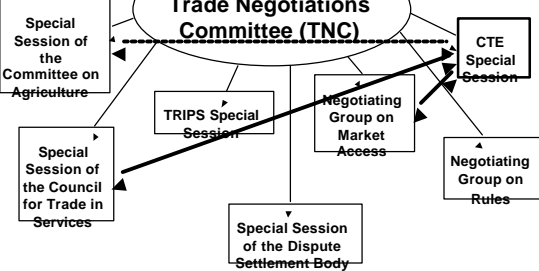 Trade Negotiations
Committee (TNC)
Special
Session of
the
Committee on
Agriculture
CTE
Special
Session
TRIPS Special
Session
Negotiating
Group on
Market
Access
Special
Session of
the Council
for Trade in
Services
Negotiating
Group on
Rules
Special Session
of the Dispute
Settlement Body